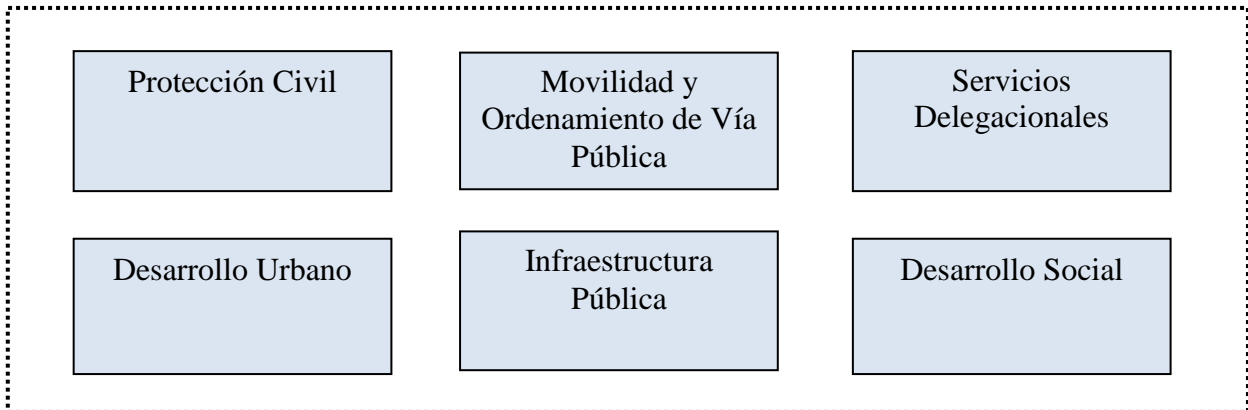 Protección Civil
Movilidad y
Ordenamiento de Vía
Pública
Servicios
Delegacionales
Desarrollo Urbano
Infraestructura
Pública
Desarrollo Social